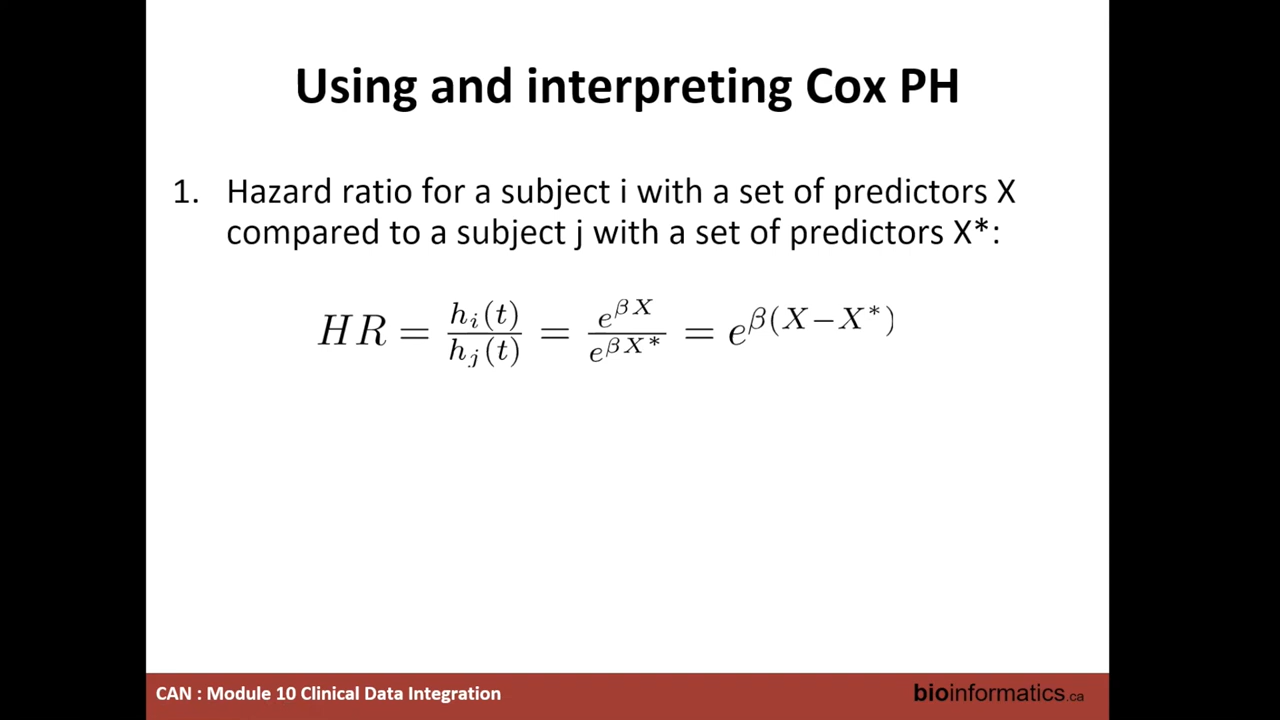 Using and interpreting Cox PH
1. Hazard ratio for a subject i with a set of predictors X
compared to a subject j with a set of predictors X*:
HR = h_i(t) / h_j(t) = e^{βX} / e^{βX*} = e^{β(X−X*)}
CAN : Module 10 Clinical Data Integration
bioinformatics.ca